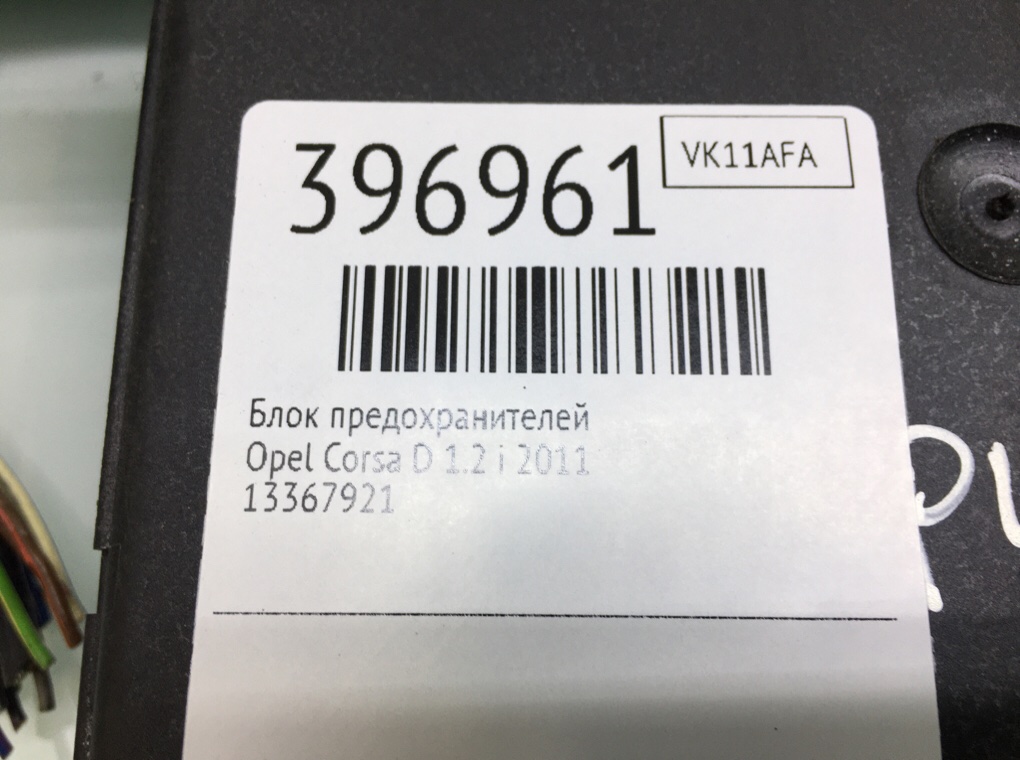 396961
VK11AFA
Блок предохранителей
Opel Corsa D 1.2 i 2011
13367921